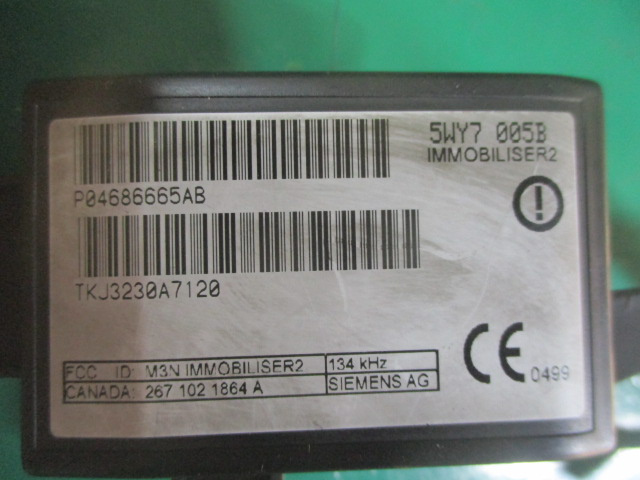 5WY7 005B
IMMOBILISER2
P04686665AB
TKJ3230A7120
CE 0499
FCC ID: M3N IMMOBILISER2 134 kHz
CANADA: 267 102 1864 A SIEMENS AG